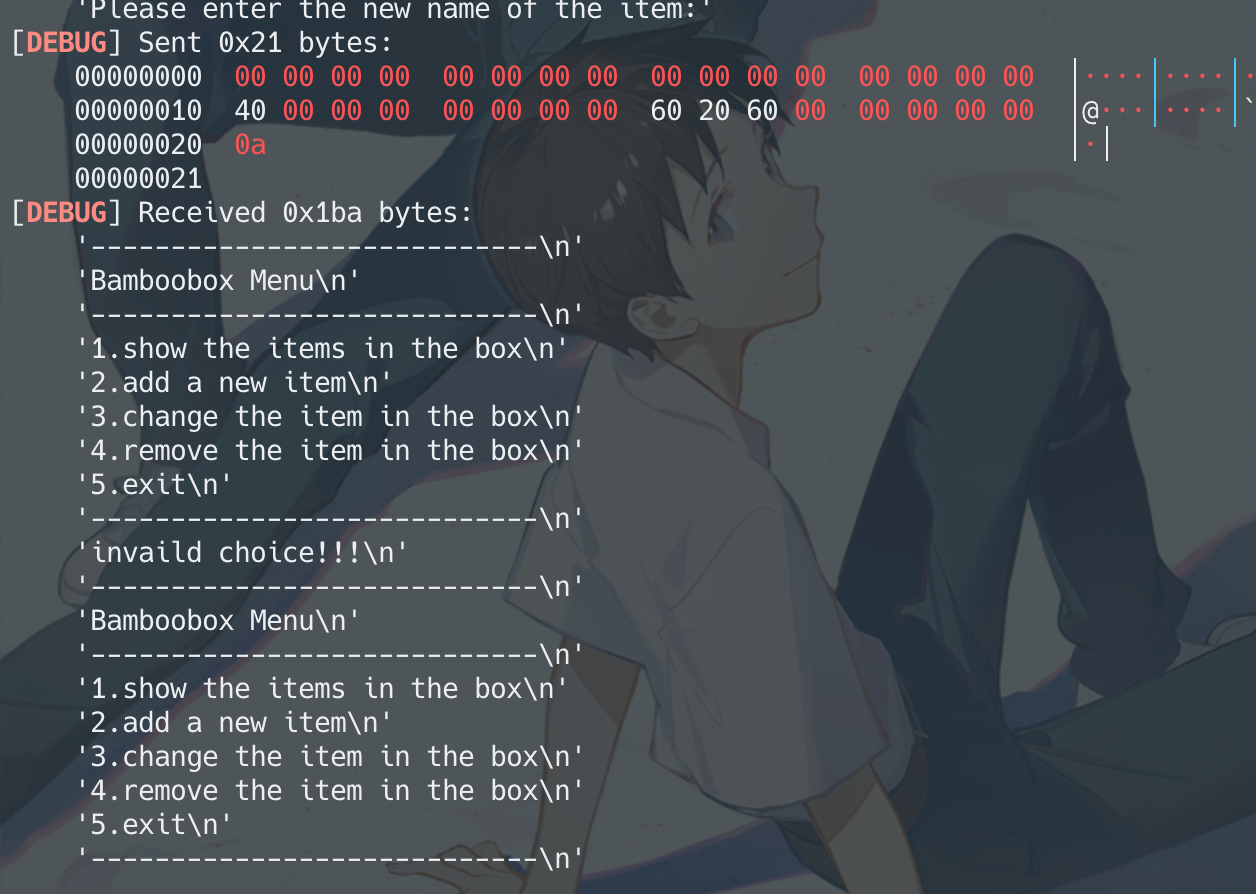 'Please enter the new name of the item:'
[DEBUG] Sent 0x21 bytes:
00000000  00 00 00 00  00 00 00 00  00 00 00 00  00 00 00 00  │····│····│·
00000010  40 00 00 00  00 00 00 00  60 20 60 00  00 00 00 00  │@···│····│`
00000020  0a  │·│
00000021
[DEBUG] Received 0x1ba bytes:
'----------------------------\n'
'Bamboobox Menu\n'
'----------------------------\n'
'1.show the items in the box\n'
'2.add a new item\n'
'3.change the item in the box\n'
'4.remove the item in the box\n'
'5.exit\n'
'----------------------------\n'
'invaild choice!!!\n'
'----------------------------\n'
'Bamboobox Menu\n'
'----------------------------\n'
'1.show the items in the box\n'
'2.add a new item\n'
'3.change the item in the box\n'
'4.remove the item in the box\n'
'5.exit\n'
'----------------------------\n'